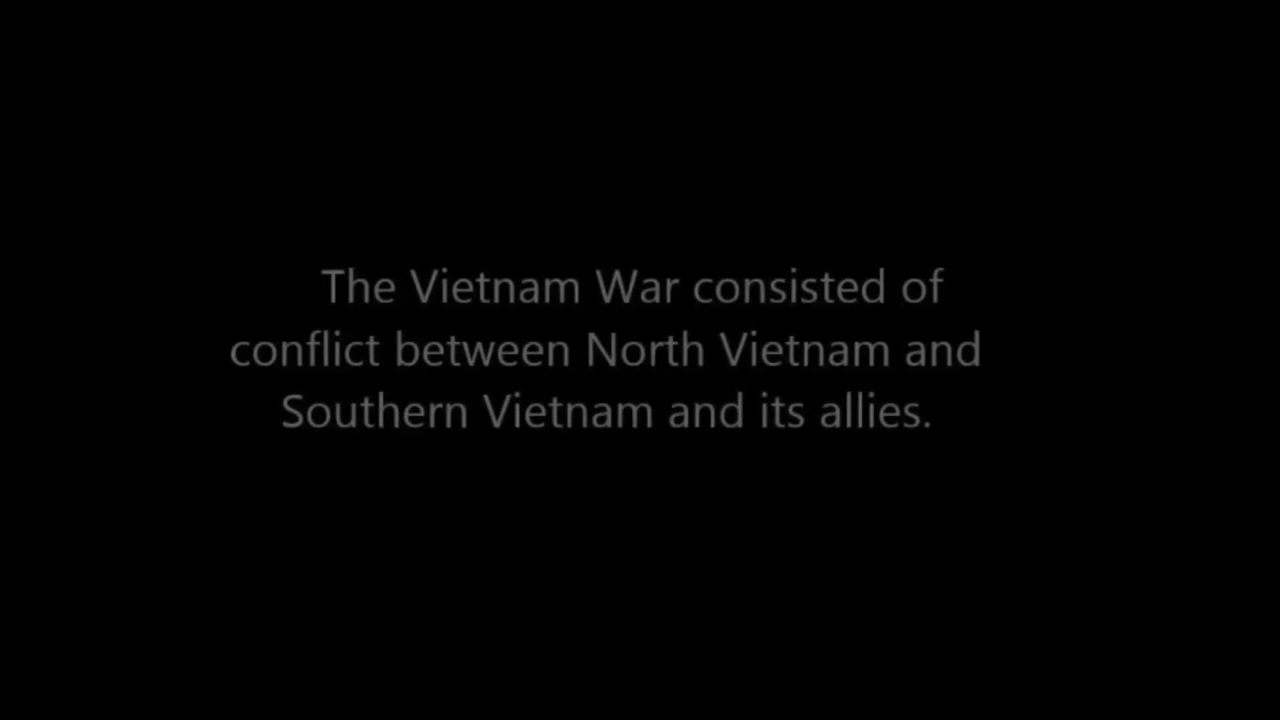 The Vietnam War consisted of
conflict between North Vietnam and
Southern Vietnam and its allies.